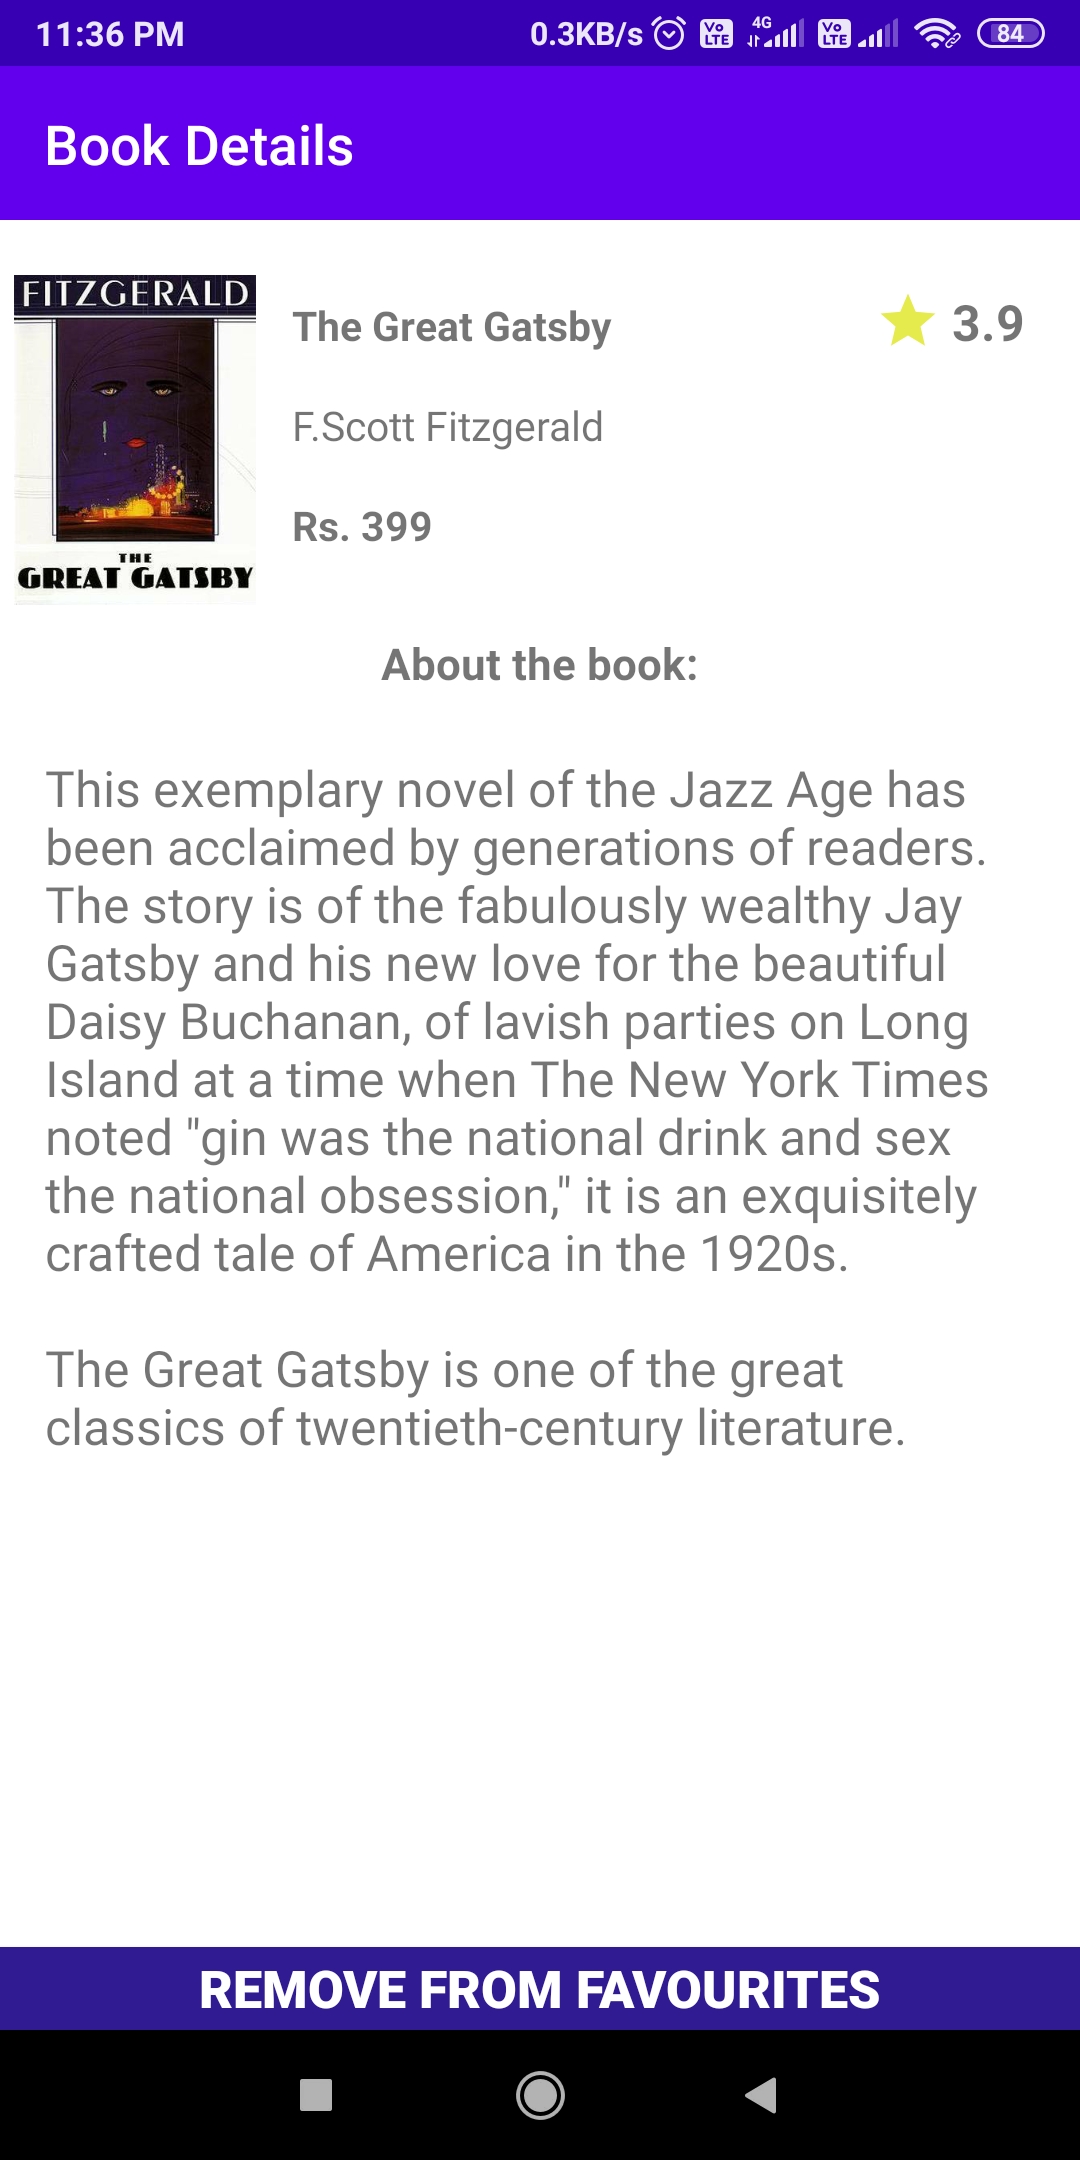 11:36 PM 0.3KB/s Vo LTE 4G Vo LTE 84
Book Details
FITZGERALD
THE
GREAT GATSBY
The Great Gatsby 3.9
F.Scott Fitzgerald
Rs. 399
About the book:
This exemplary novel of the Jazz Age has
been acclaimed by generations of readers.
The story is of the fabulously wealthy Jay
Gatsby and his new love for the beautiful
Daisy Buchanan, of lavish parties on Long
Island at a time when The New York Times
noted "gin was the national drink and sex
the national obsession," it is an exquisitely
crafted tale of America in the 1920s.
The Great Gatsby is one of the great
classics of twentieth-century literature.
REMOVE FROM FAVOURITES